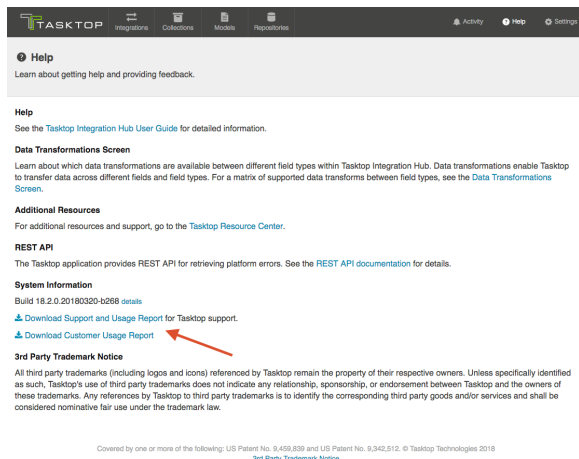 TASKTOP Integrations Collections Models Repositories Activity Help Settings
Help
Learn about getting help and providing feedback.
Help
See the Tasktop Integration Hub User Guide for detailed information.
Data Transformations Screen
Learn about which data transformations are available between different field types within Tasktop Integration Hub. Data transformations enable Tasktop
to transfer data across different fields and field types. For a matrix of supported data transforms between field types, see the Data Transformations
Screen.
Additional Resources
For additional resources and support, go to the Tasktop Resource Center.
REST API
The Tasktop application provides REST API for retrieving platform errors. See the REST API documentation for details.
System Information
Build 18.2.0.20180320-b268 details
Download Support and Usage Report for Tasktop support.
Download Customer Usage Report
3rd Party Trademark Notice
All third party trademarks (including logos and icons) referenced by Tasktop remain the property of their respective owners. Unless specifically identified
as such, Tasktop's use of third party trademarks does not indicate any relationship, sponsorship, or endorsement between Tasktop and the owners of
these trademarks. Any references by Tasktop to third party trademarks is to identify the corresponding third party goods and/or services and shall be
considered nominative fair use under the trademark law.
Covered by one or more of the following: US Patent No. 9,459,839 and US Patent No. 9,342,512. © Tasktop Technologies 2018
3rd Party Trademark Notice